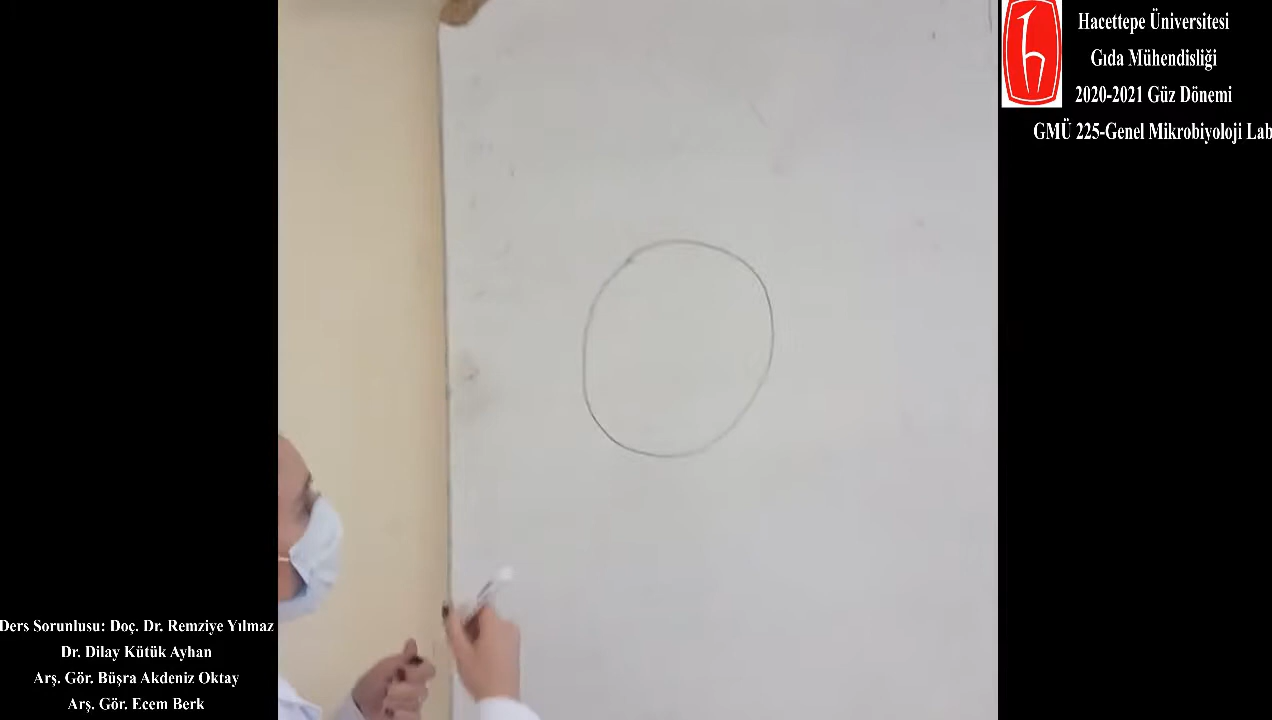 Hacettepe Üniversitesi
Gıda Mühendisliği
2020-2021 Güz Dönemi
GMÜ 225-Genel Mikrobiyoloji Lab
Ders Sorunlusu: Doç. Dr. Remziye Yılmaz
Dr. Dilay Kütük Ayhan
Arş. Gör. Büşra Akdeniz Oktay
Arş. Gör. Ecem Berk